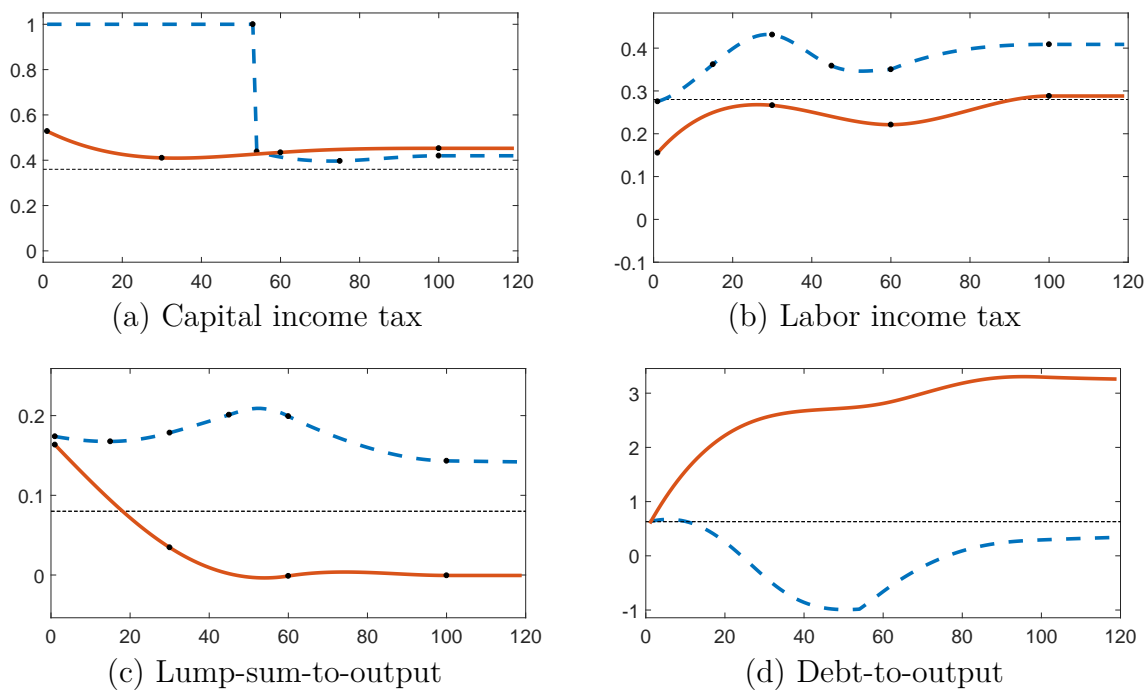 1
0.8
0.6
0.4
0.2
0
0 20 40 60 80 100 120
(a) Capital income tax
0.4
0.3
0.2
0.1
0
-0.1
0 20 40 60 80 100 120
(b) Labor income tax
0.2
0.1
0
0 20 40 60 80 100 120
(c) Lump-sum-to-output
3
2
1
0
-1
0 20 40 60 80 100 120
(d) Debt-to-output